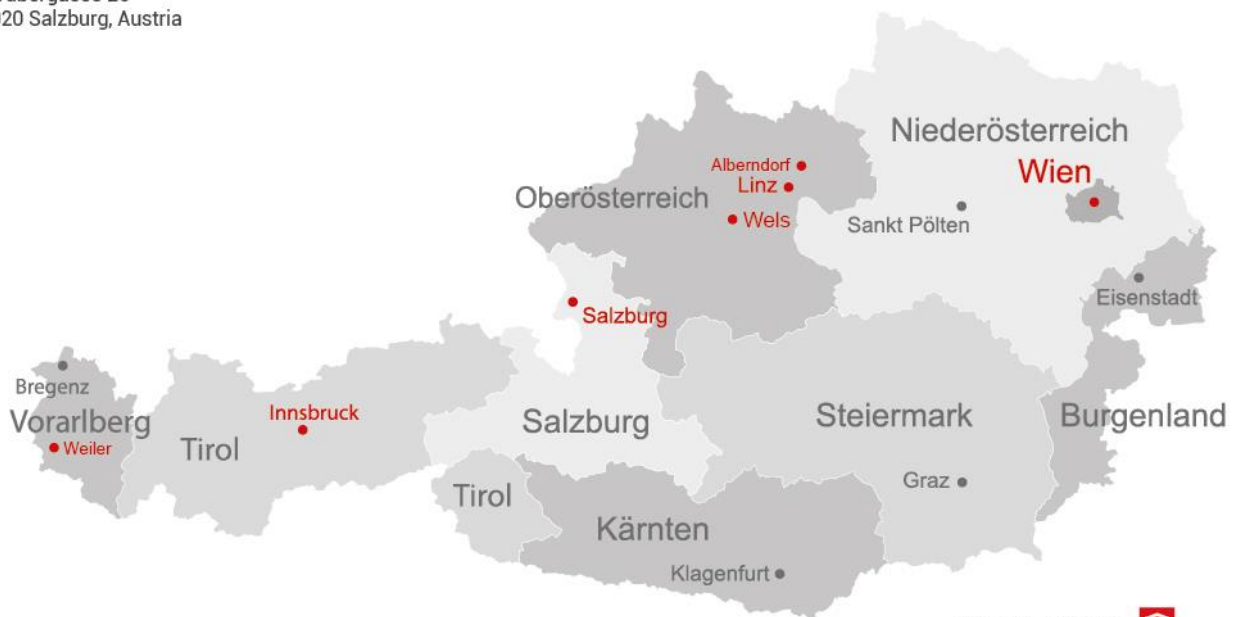 20 Salzburg, Austria
Niederösterreich
Wien
Alberndorf
Linz
Oberösterreich
Wels
Sankt Pölten
Eisenstadt
Salzburg
Bregenz
Vorarlberg
Weiler
Innsbruck
Tirol
Salzburg
Steiermark
Burgenland
Tirol
Graz
Kärnten
Klagenfurt